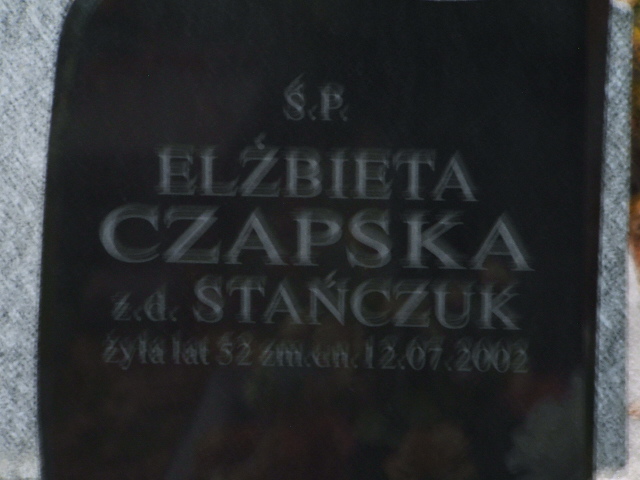 Ś.P.
ELŻBIETA
CZAPSKA
z.d. STAŃCZUK
żyła lat 52 zm.dn.12.07.2002